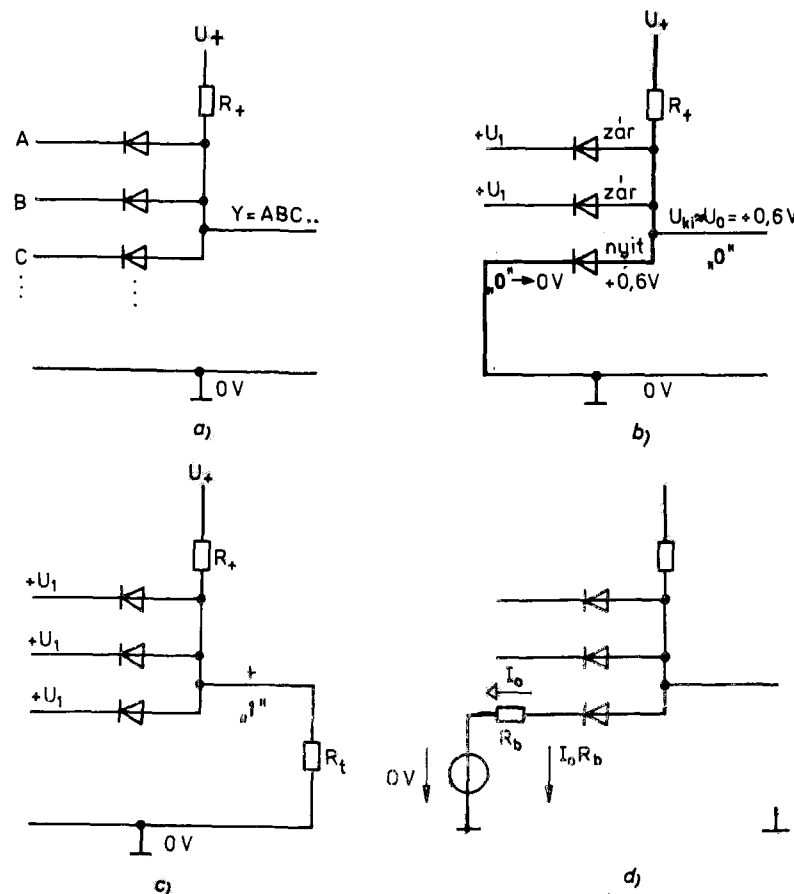 U+
R+
A
B
Y=ABC..
C
0V
a)
U+
R+
+U1
zár
+U1
zár
Uki≈U0=+0,6V
nyit
„0"
„0"→0V
+0,6V
0V
b)
U+
R+
+U1
+U1
+
+U1
„1"
Rt
0V
c)
I0
Rb
0V
I0Rb
d)